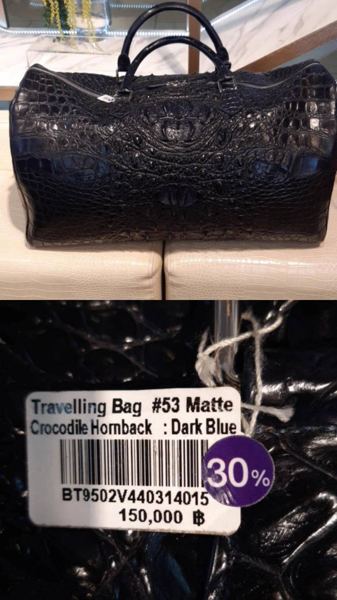 Travelling Bag #53 Matte
Crocodile Hornback : Dark Blue
30%
BT9502V440314015
150,000 ฿